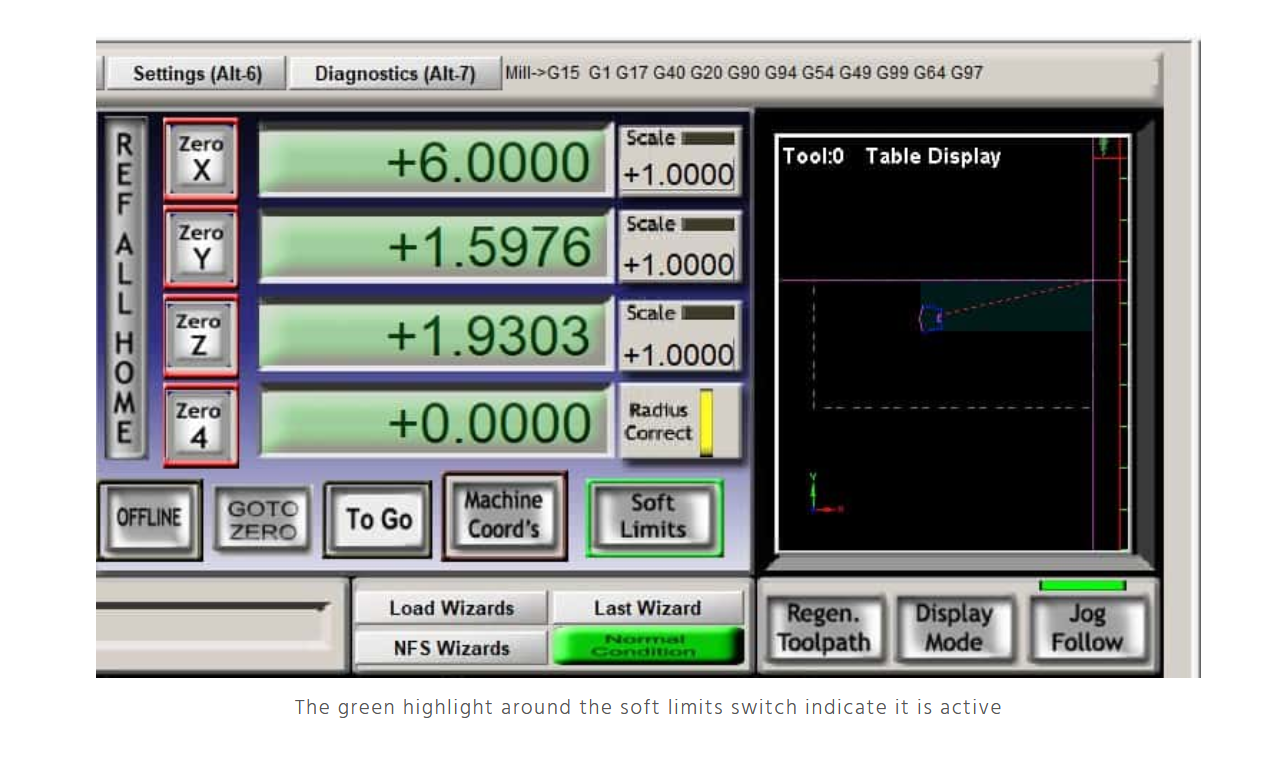 Settings (Alt-6) Diagnostics (Alt-7) Mill->G15 G1 G17 G40 G20 G90 G94 G54 G49 G99 G64 G97
REF ALL HOME
Zero X
+6.0000
Scale
+1.0000
Zero Y
+1.5976
Scale
+1.0000
Zero Z
+1.9303
Scale
+1.0000
Zero 4
+0.0000
Radius
Correct
OFFLINE
GOTO
ZERO
To Go
Machine
Coord's
Soft
Limits
Tool:0 Table Display
Y
Load Wizards
Last Wizard
NFS Wizards
Normal
Condition
Regen.
Toolpath
Display
Mode
Jog
Follow
The green highlight around the soft limits switch indicate it is active